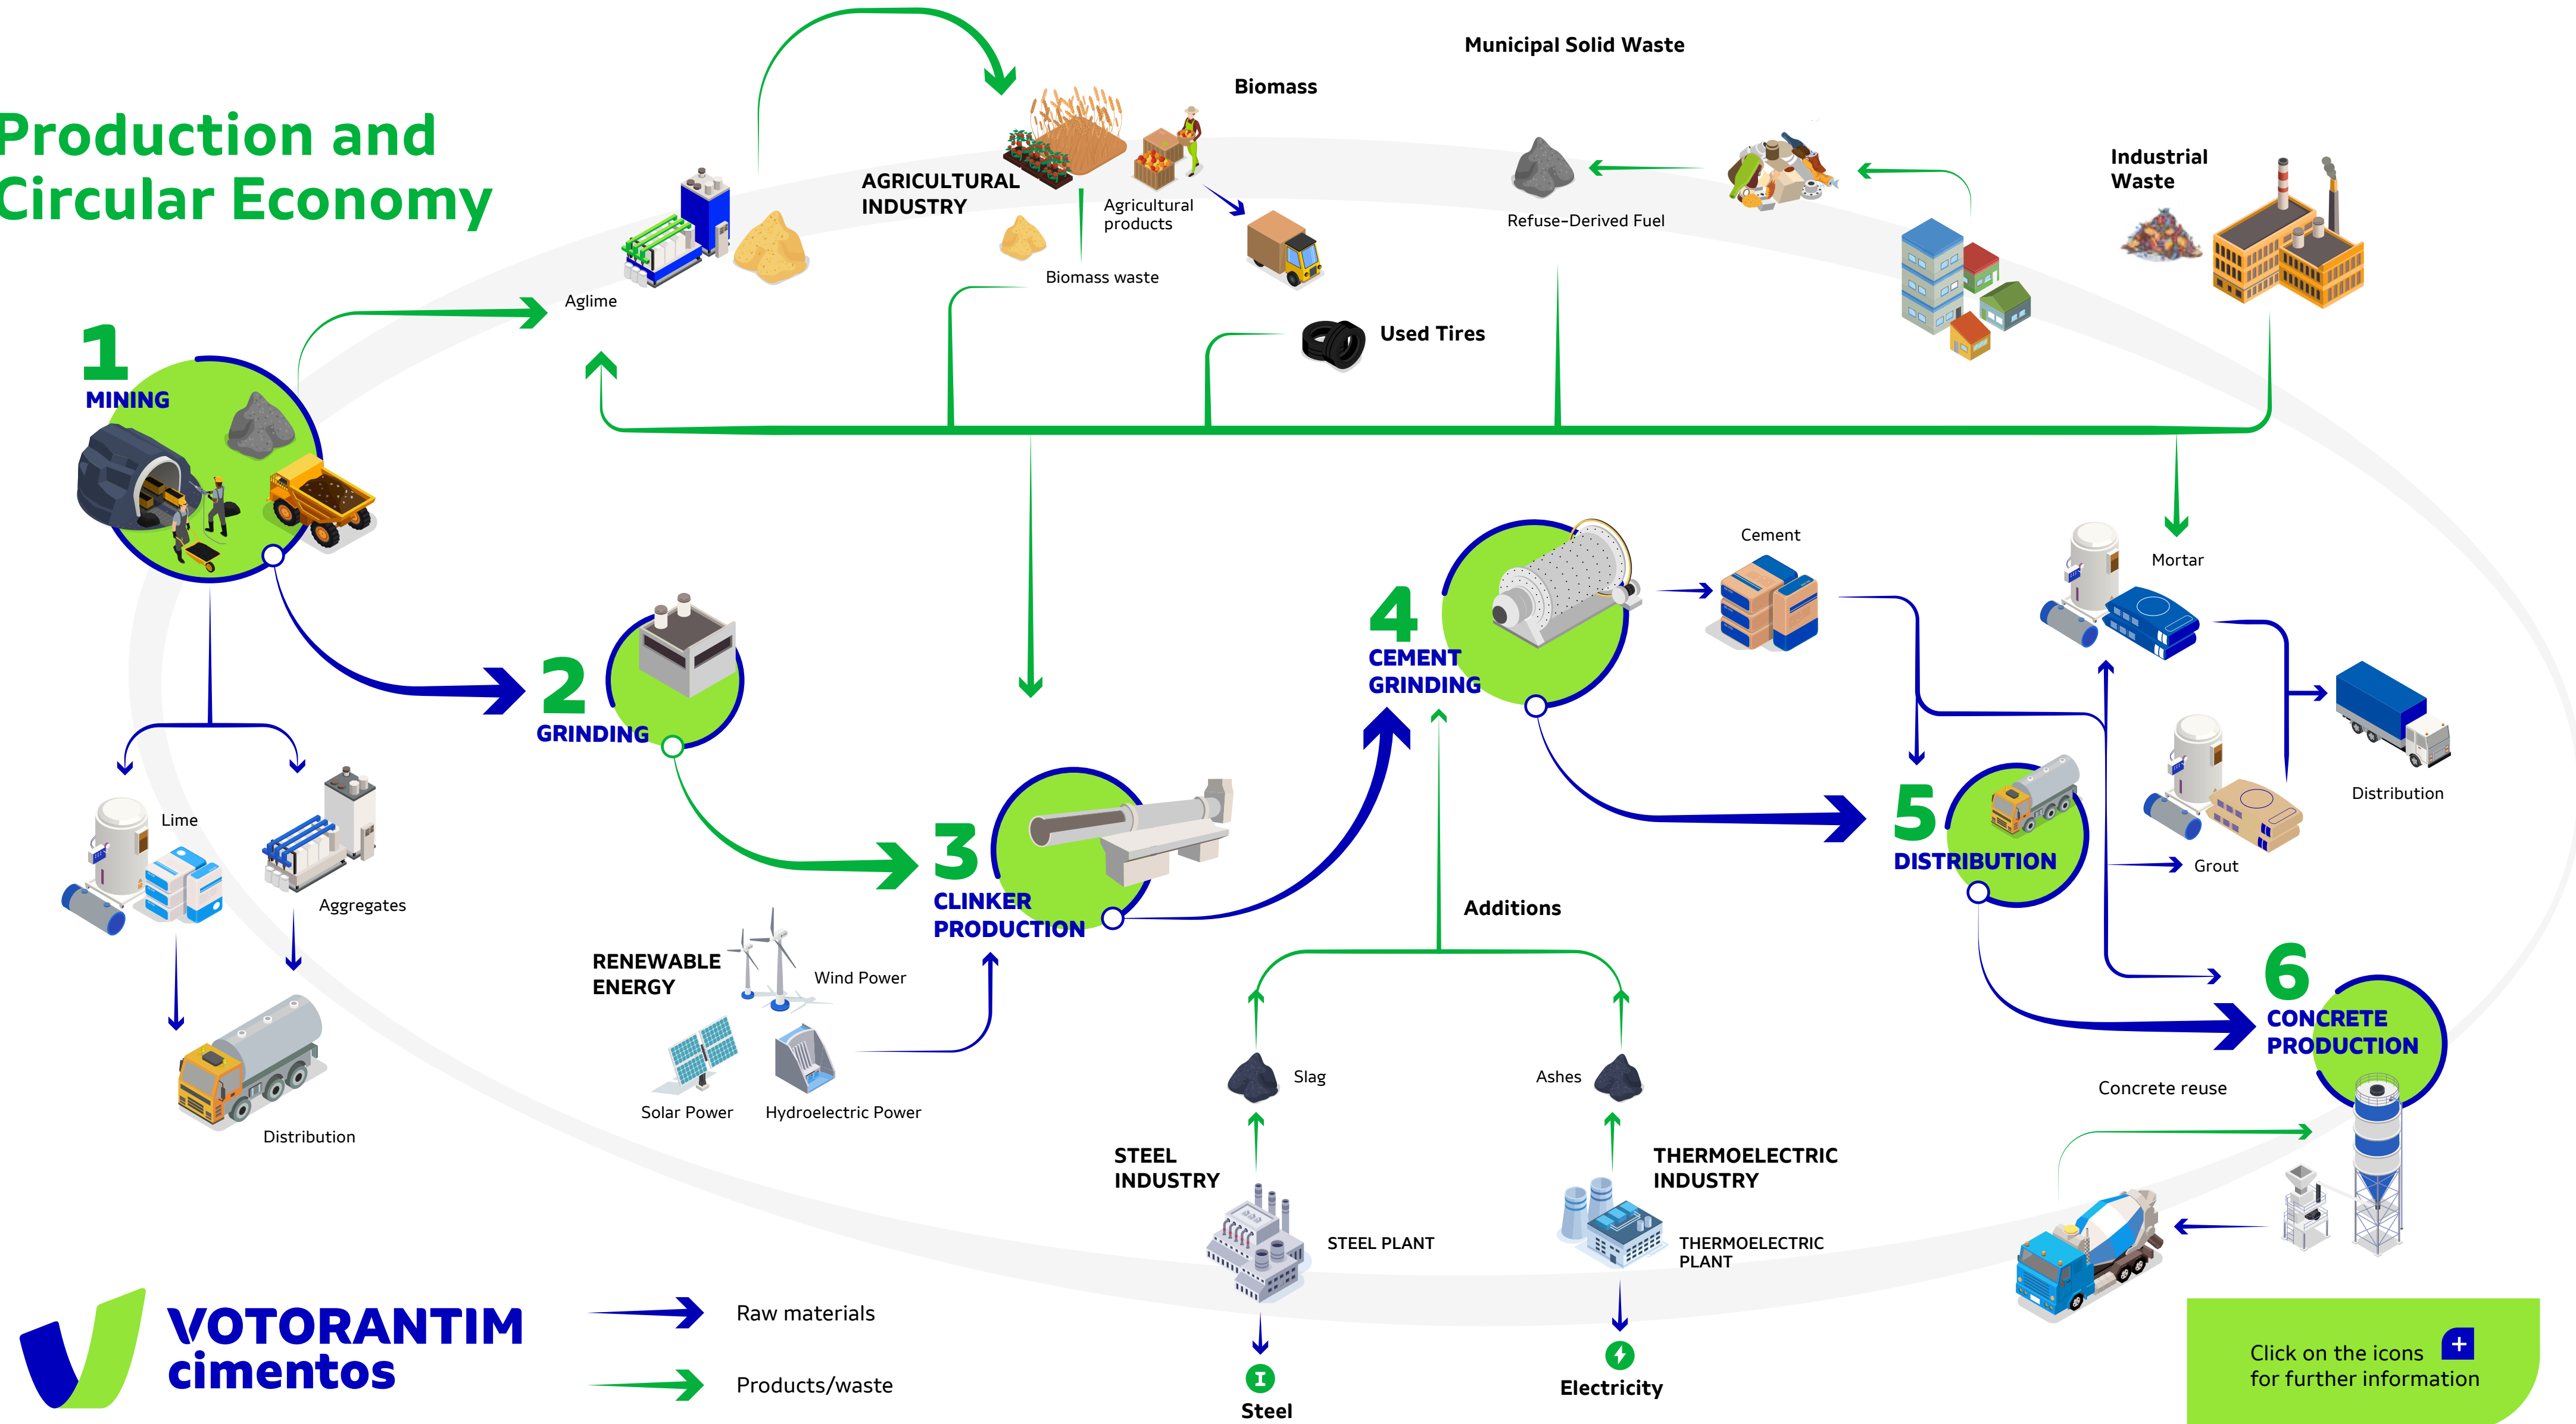 Production and
Circular Economy
Municipal Solid Waste
Biomass
Industrial
Waste
AGRICULTURAL
INDUSTRY
Agricultural
products
Refuse-Derived Fuel
Biomass waste
Aglime
Used Tires
1
MINING
2
GRINDING
3
CLINKER
PRODUCTION
4
CEMENT
GRINDING
Cement
Mortar
5
DISTRIBUTION
Distribution
Grout
6
CONCRETE
PRODUCTION
Concrete reuse
Lime
Aggregates
Distribution
RENEWABLE
ENERGY
Wind Power
Solar Power
Hydroelectric Power
Additions
Slag
Ashes
STEEL
INDUSTRY
STEEL PLANT
THERMOELECTRIC
INDUSTRY
THERMOELECTRIC
PLANT
I
Steel
Electricity
VOTORANTIM
cimentos
Raw materials
Products/waste
Click on the icons +
for further information